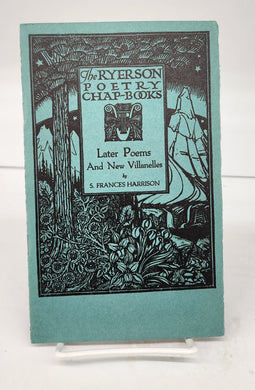 The RYERSON
POETRY
CHAP-BOOKS
Later Poems
And New Villanelles
by
S. FRANCES HARRISON